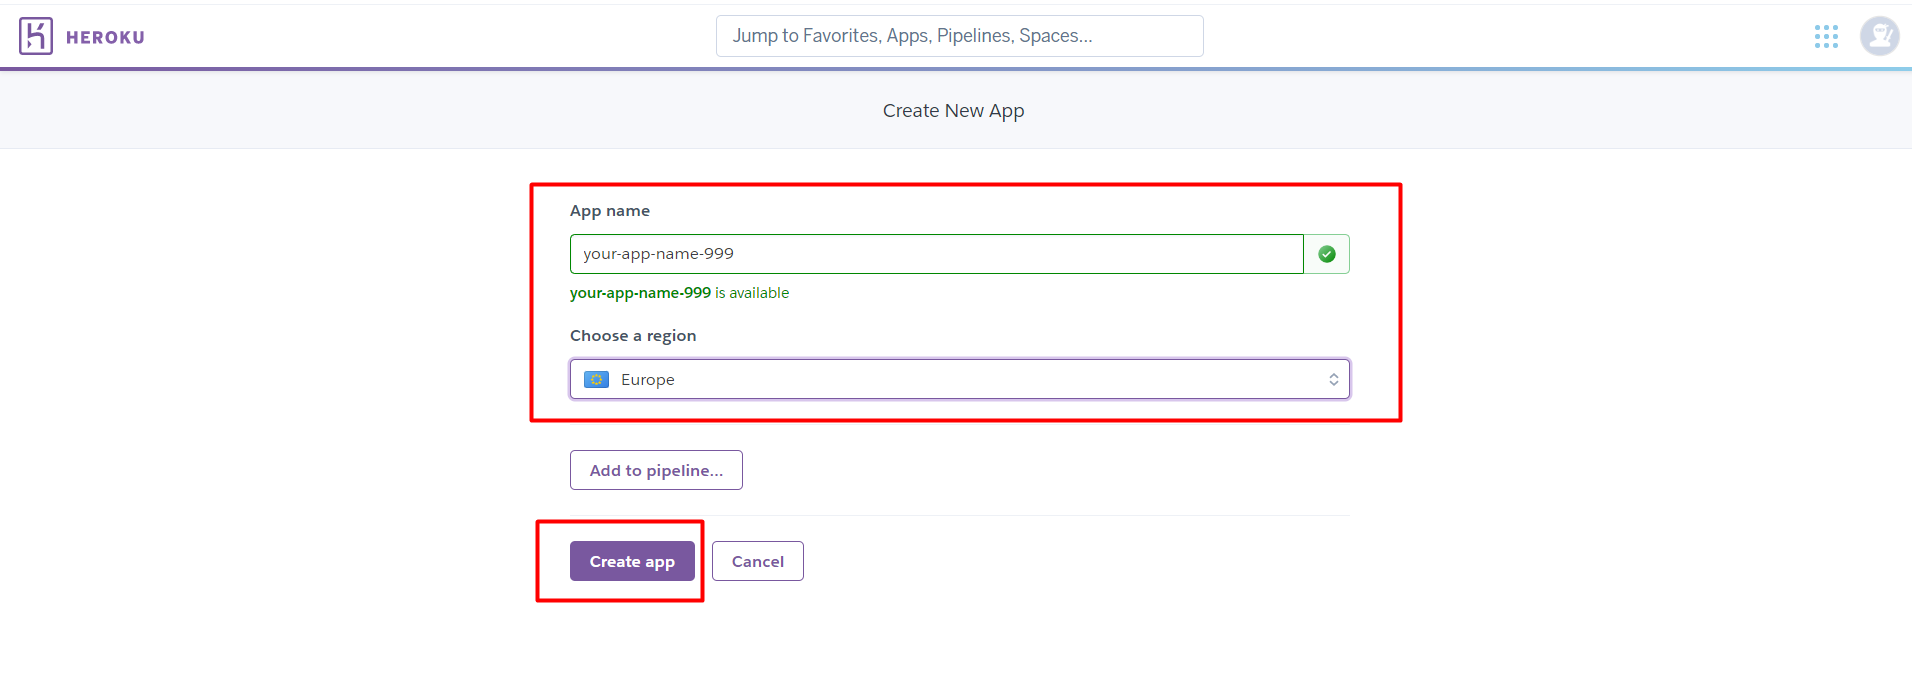 HEROKU
Jump to Favorites, Apps, Pipelines, Spaces...
Create New App
App name
your-app-name-999
your-app-name-999 is available
Choose a region
Europe
Add to pipeline...
Create app
Cancel